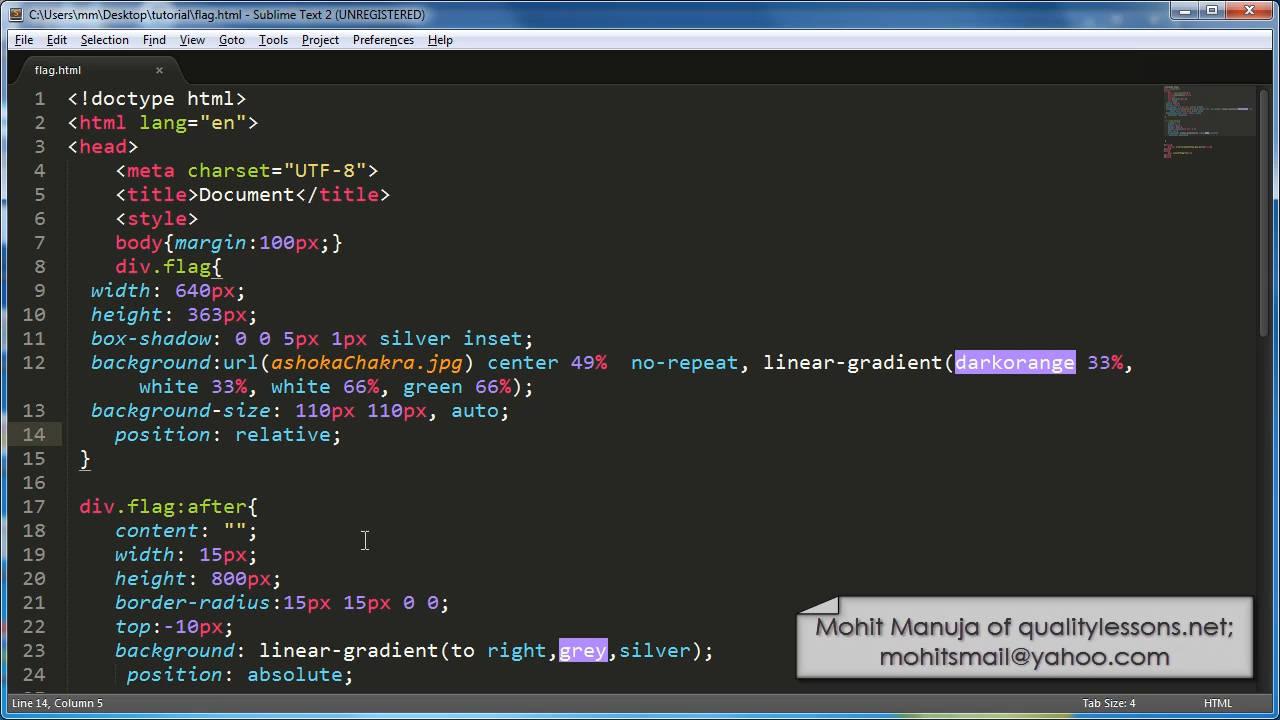 C:\Users\mm\Desktop\tutorial\flag.html - Sublime Text 2 (UNREGISTERED)
File Edit Selection Find View Goto Tools Project Preferences Help
flag.html ×
1 <!doctype html>
2 <html lang="en">
3 <head>
4 <meta charset="UTF-8">
5 <title>Document</title>
6 <style>
7 body{margin:100px;}
8 div.flag{
9 width: 640px;
10 height: 363px;
11 box-shadow: 0 0 5px 1px silver inset;
12 background:url(ashokaChakra.jpg) center 49%  no-repeat, linear-gradient(darkorange 33%,
white 33%, white 66%, green 66%);
13 background-size: 110px 110px, auto;
14 position: relative;
15 }
16
17 div.flag:after{
18 content: "";
19 width: 15px;
20 height: 800px;
21 border-radius:15px 15px 0 0;
22 top:-10px;
23 background: linear-gradient(to right,grey,silver);
24 position: absolute;
Mohit Manuja of qualitylessons.net;
mohitsmail@yahoo.com
Line 14, Column 5 Tab Size: 4 HTML